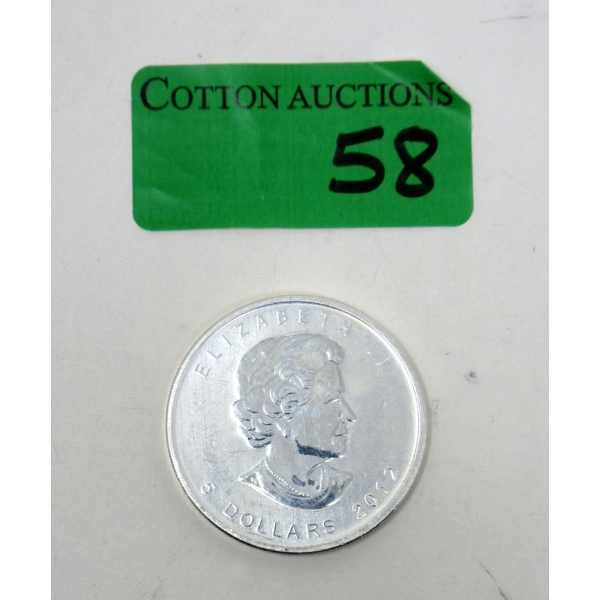 COTTON AUCTIONS
58
ELIZABETH II
5 DOLLARS 2012